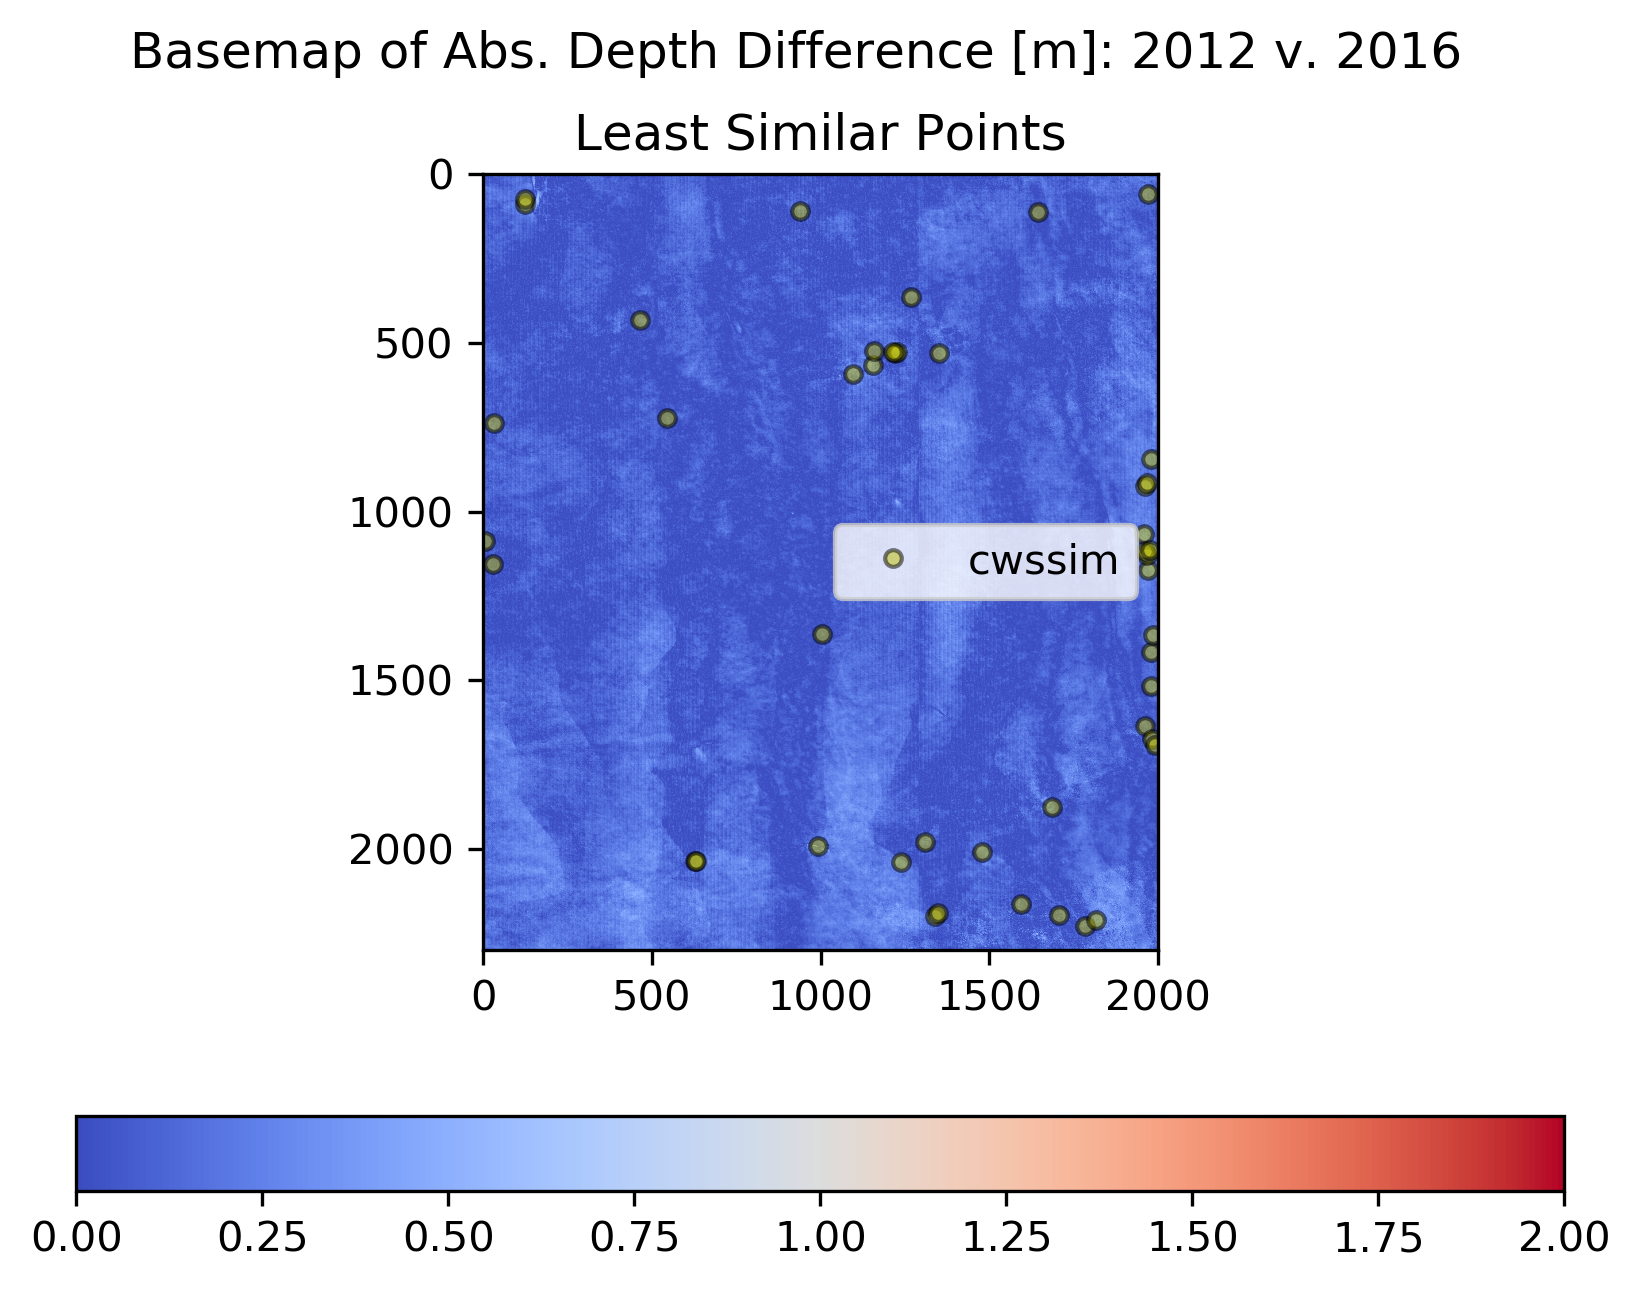 Basemap of Abs. Depth Difference [m]: 2012 v. 2016
Least Similar Points
0
500
1000
1500
2000
cwssim
0 500 1000 1500 2000
0.00 0.25 0.50 0.75 1.00 1.25 1.50 1.75 2.00